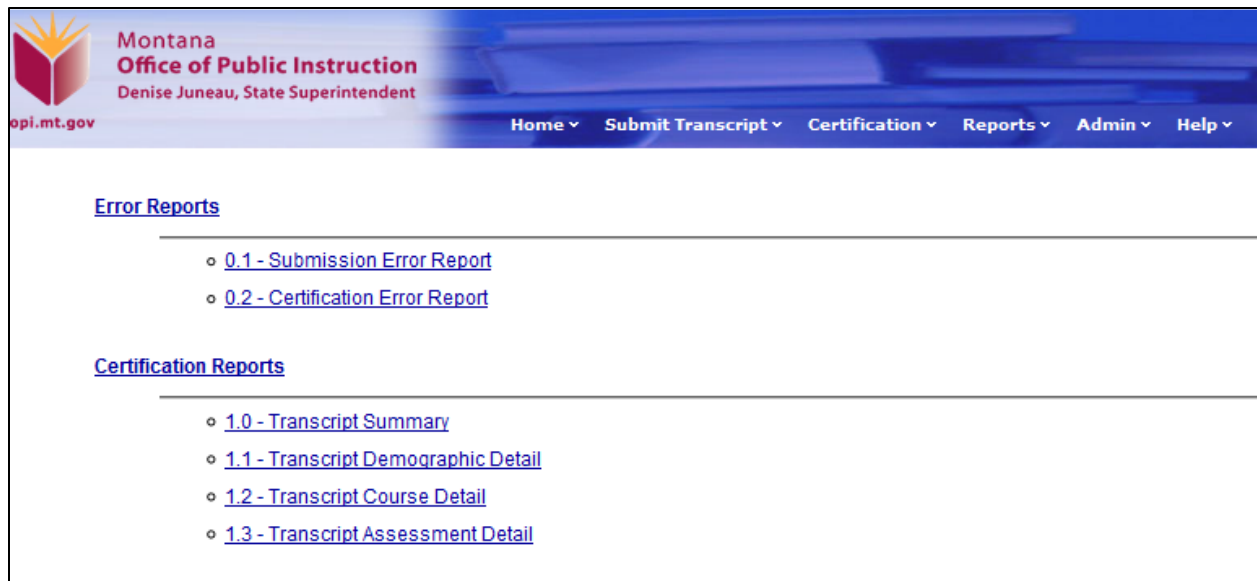 Montana
Office of Public Instruction
Denise Juneau, State Superintendent
opi.mt.gov
Home Submit Transcript Certification Reports Admin Help
Error Reports
0.1 - Submission Error Report
0.2 - Certification Error Report
Certification Reports
1.0 - Transcript Summary
1.1 - Transcript Demographic Detail
1.2 - Transcript Course Detail
1.3 - Transcript Assessment Detail